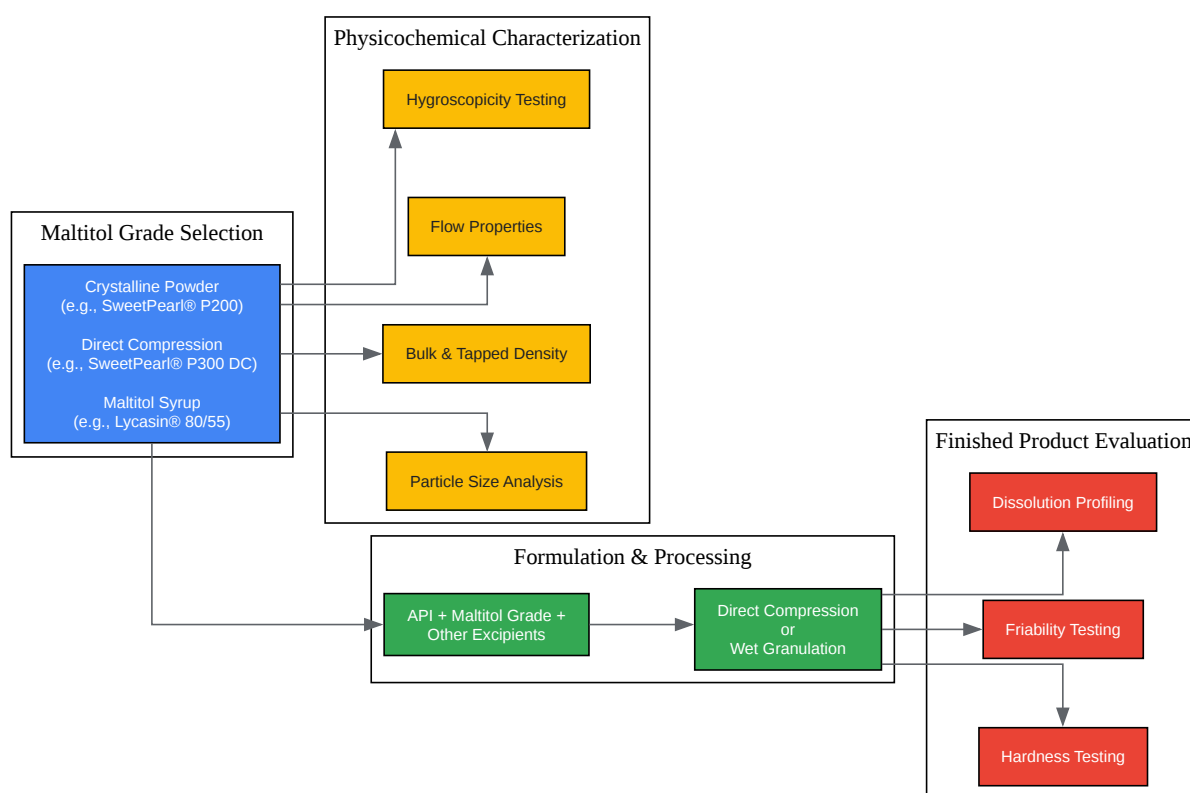 Physicochemical Characterization
Hygroscopicity Testing
Flow Properties
Bulk & Tapped Density
Particle Size Analysis
Maltitol Grade Selection
Crystalline Powder
(e.g., SweetPearl® P200)
Direct Compression
(e.g., SweetPearl® P300 DC)
Maltitol Syrup
(e.g., Lycasin® 80/55)
Formulation & Processing
API + Maltitol Grade +
Other Excipients
Direct Compression
or
Wet Granulation
Finished Product Evaluation
Dissolution Profiling
Friability Testing
Hardness Testing